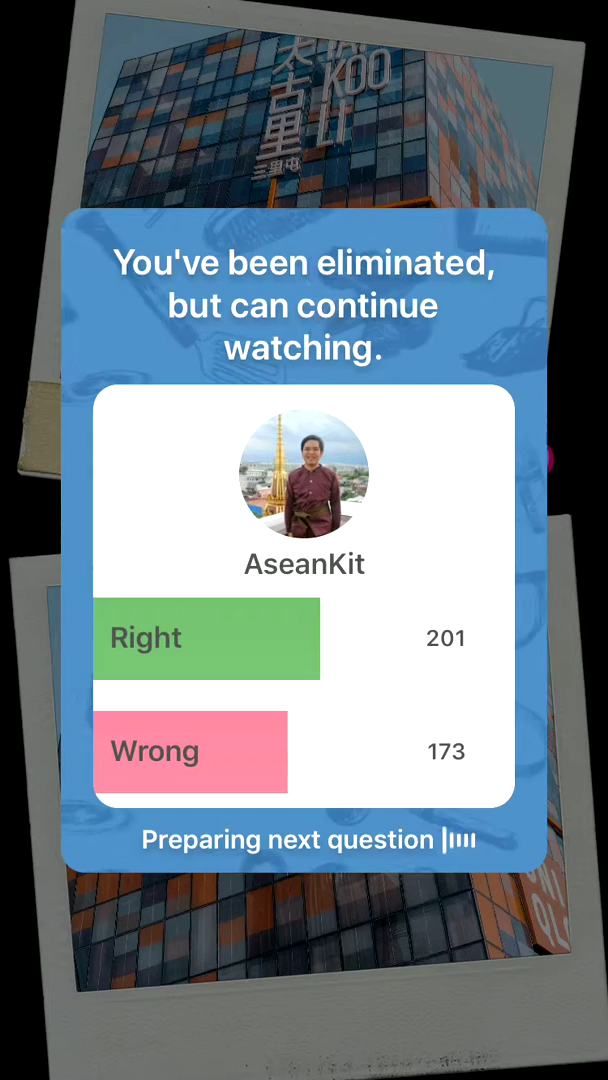 太古里
KOO
LI
三里屯
You've been eliminated,
but can continue
watching.
AseanKit
Right 201
Wrong 173
Preparing next question